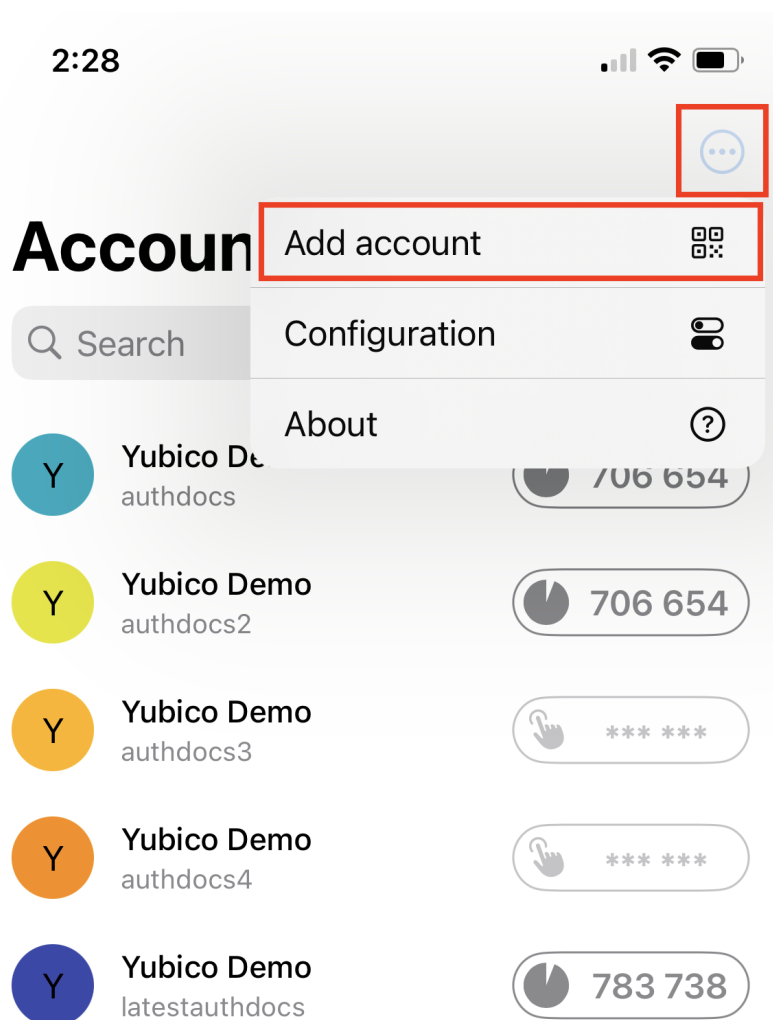 2:28
Add account
Accoun
Configuration
Search
About
Y
Yubico De
authdocs
706 654
Y
Yubico Demo
authdocs2
706 654
Y
Yubico Demo
authdocs3
*** ***
Y
Yubico Demo
authdocs4
*** ***
Y
Yubico Demo
latestauthdocs
783 738